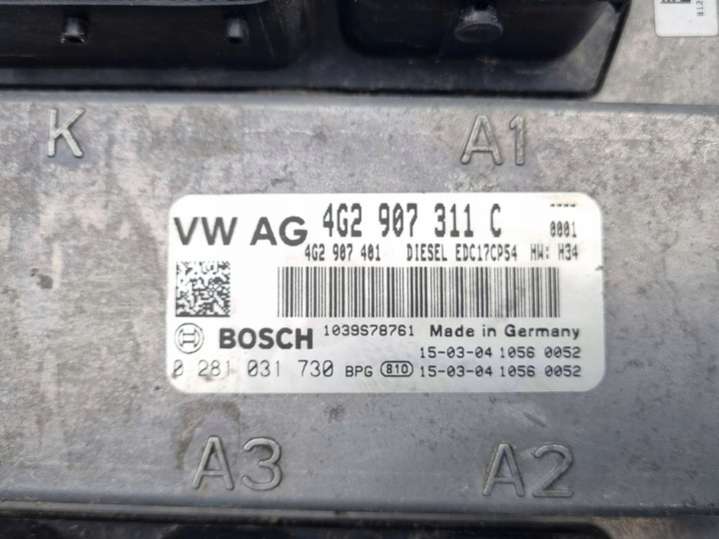 K
A1
VW AG
4G2 907 311 C
----
0001
4G2 907 401 DIESEL EDC17CP54 HW: H34
BOSCH
1039S78761 Made in Germany
15-03-04 1056 0052
0 281 031 730 BPG 810 15-03-04 1056 0052
A3
A2